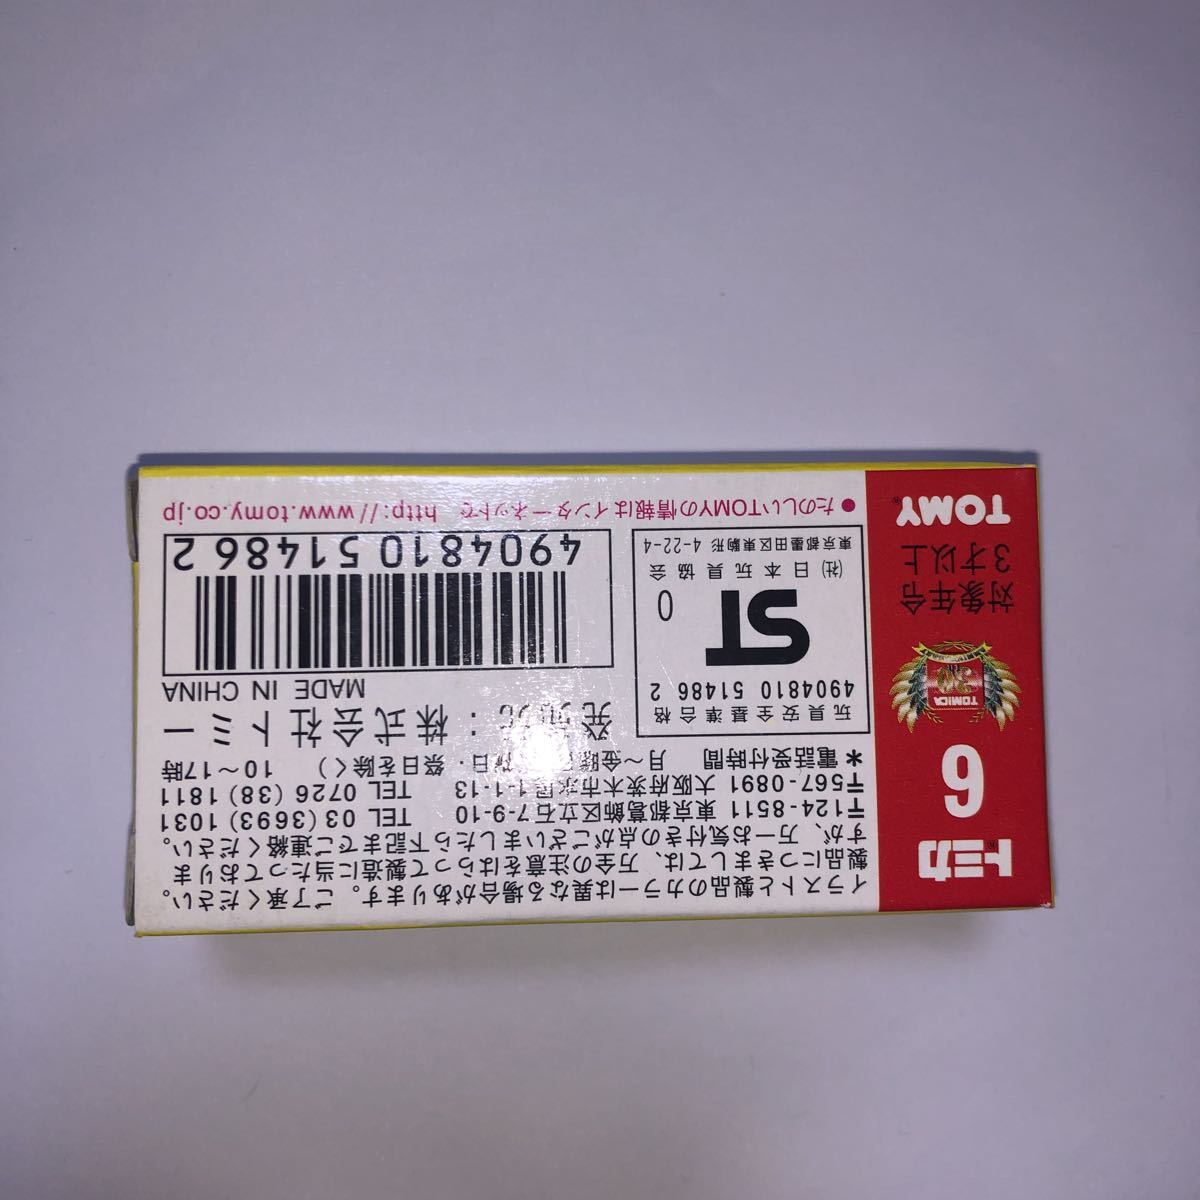 トミカ
9
TOMICA
30
対象年令
3才以上
TOMY
イラストと製品のカラーは異なる場合があります。ご了承ください。
製品につきましては、万全の注意をはらって製造に当たっておりま
すが、万一お気付きの点がございましたら下記までご連絡ください。
〒124-8511 東京都葛飾区立石7-9-10 TEL 03(3693)1031
〒567-0891 大阪府茨木市水尾1-1-13 TEL 0726(38)1811
*電話受付時間 月〜金曜日・祭日を除く) 10〜17時
発売元:株式会社トミー
MADE IN CHINA
玩具安全基準合格
4904810 51486 2
ST
0
(社)日本玩具協会
東京都墨田区東駒形 4-22-4
4904810514862
●たのしいTOMYの情報はインターネットで http://www.tomy.co.jp